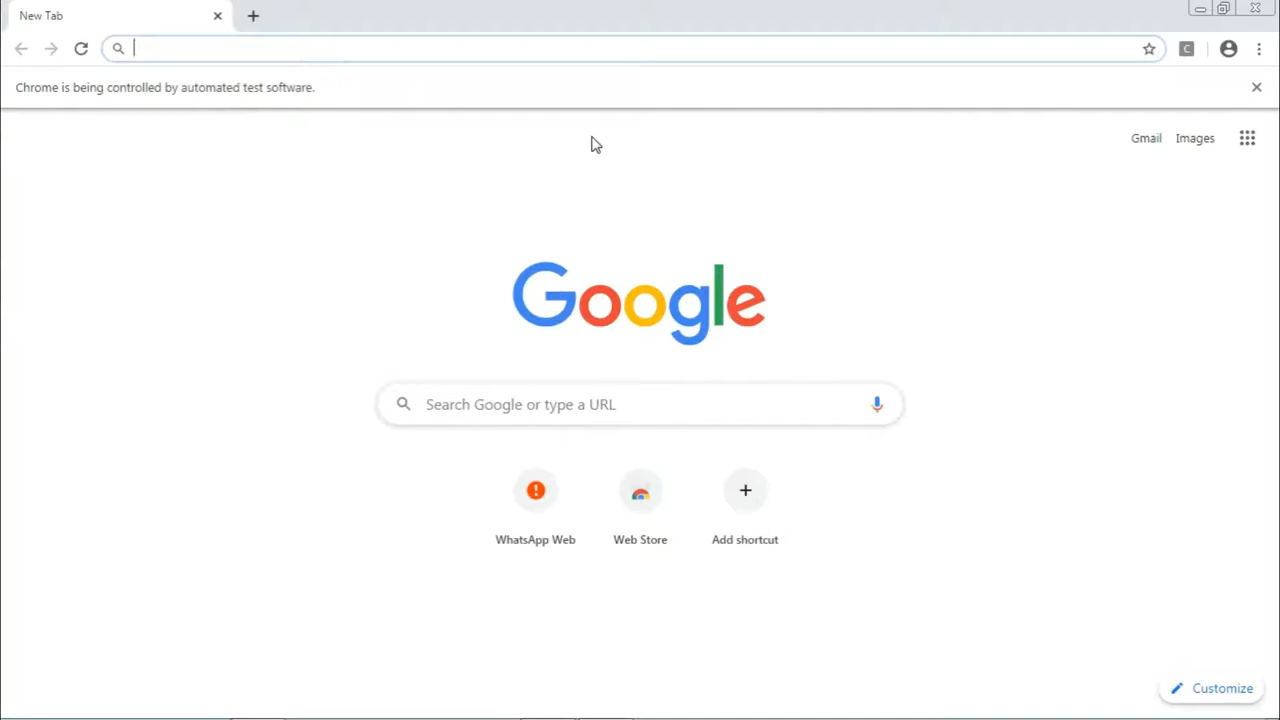 New Tab
Chrome is being controlled by automated test software.
Gmail Images
Google
Search Google or type a URL
WhatsApp Web Web Store Add shortcut
Customize